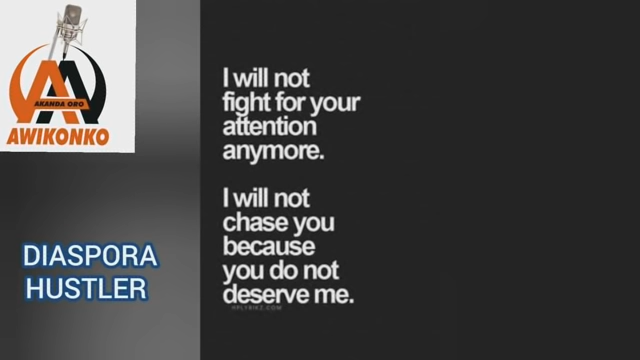 AKANDA ORO
AWIKONKO
DIASPORA
HUSTLER
I will not
fight for your
attention
anymore.
I will not
chase you
because
you do not
deserve me.